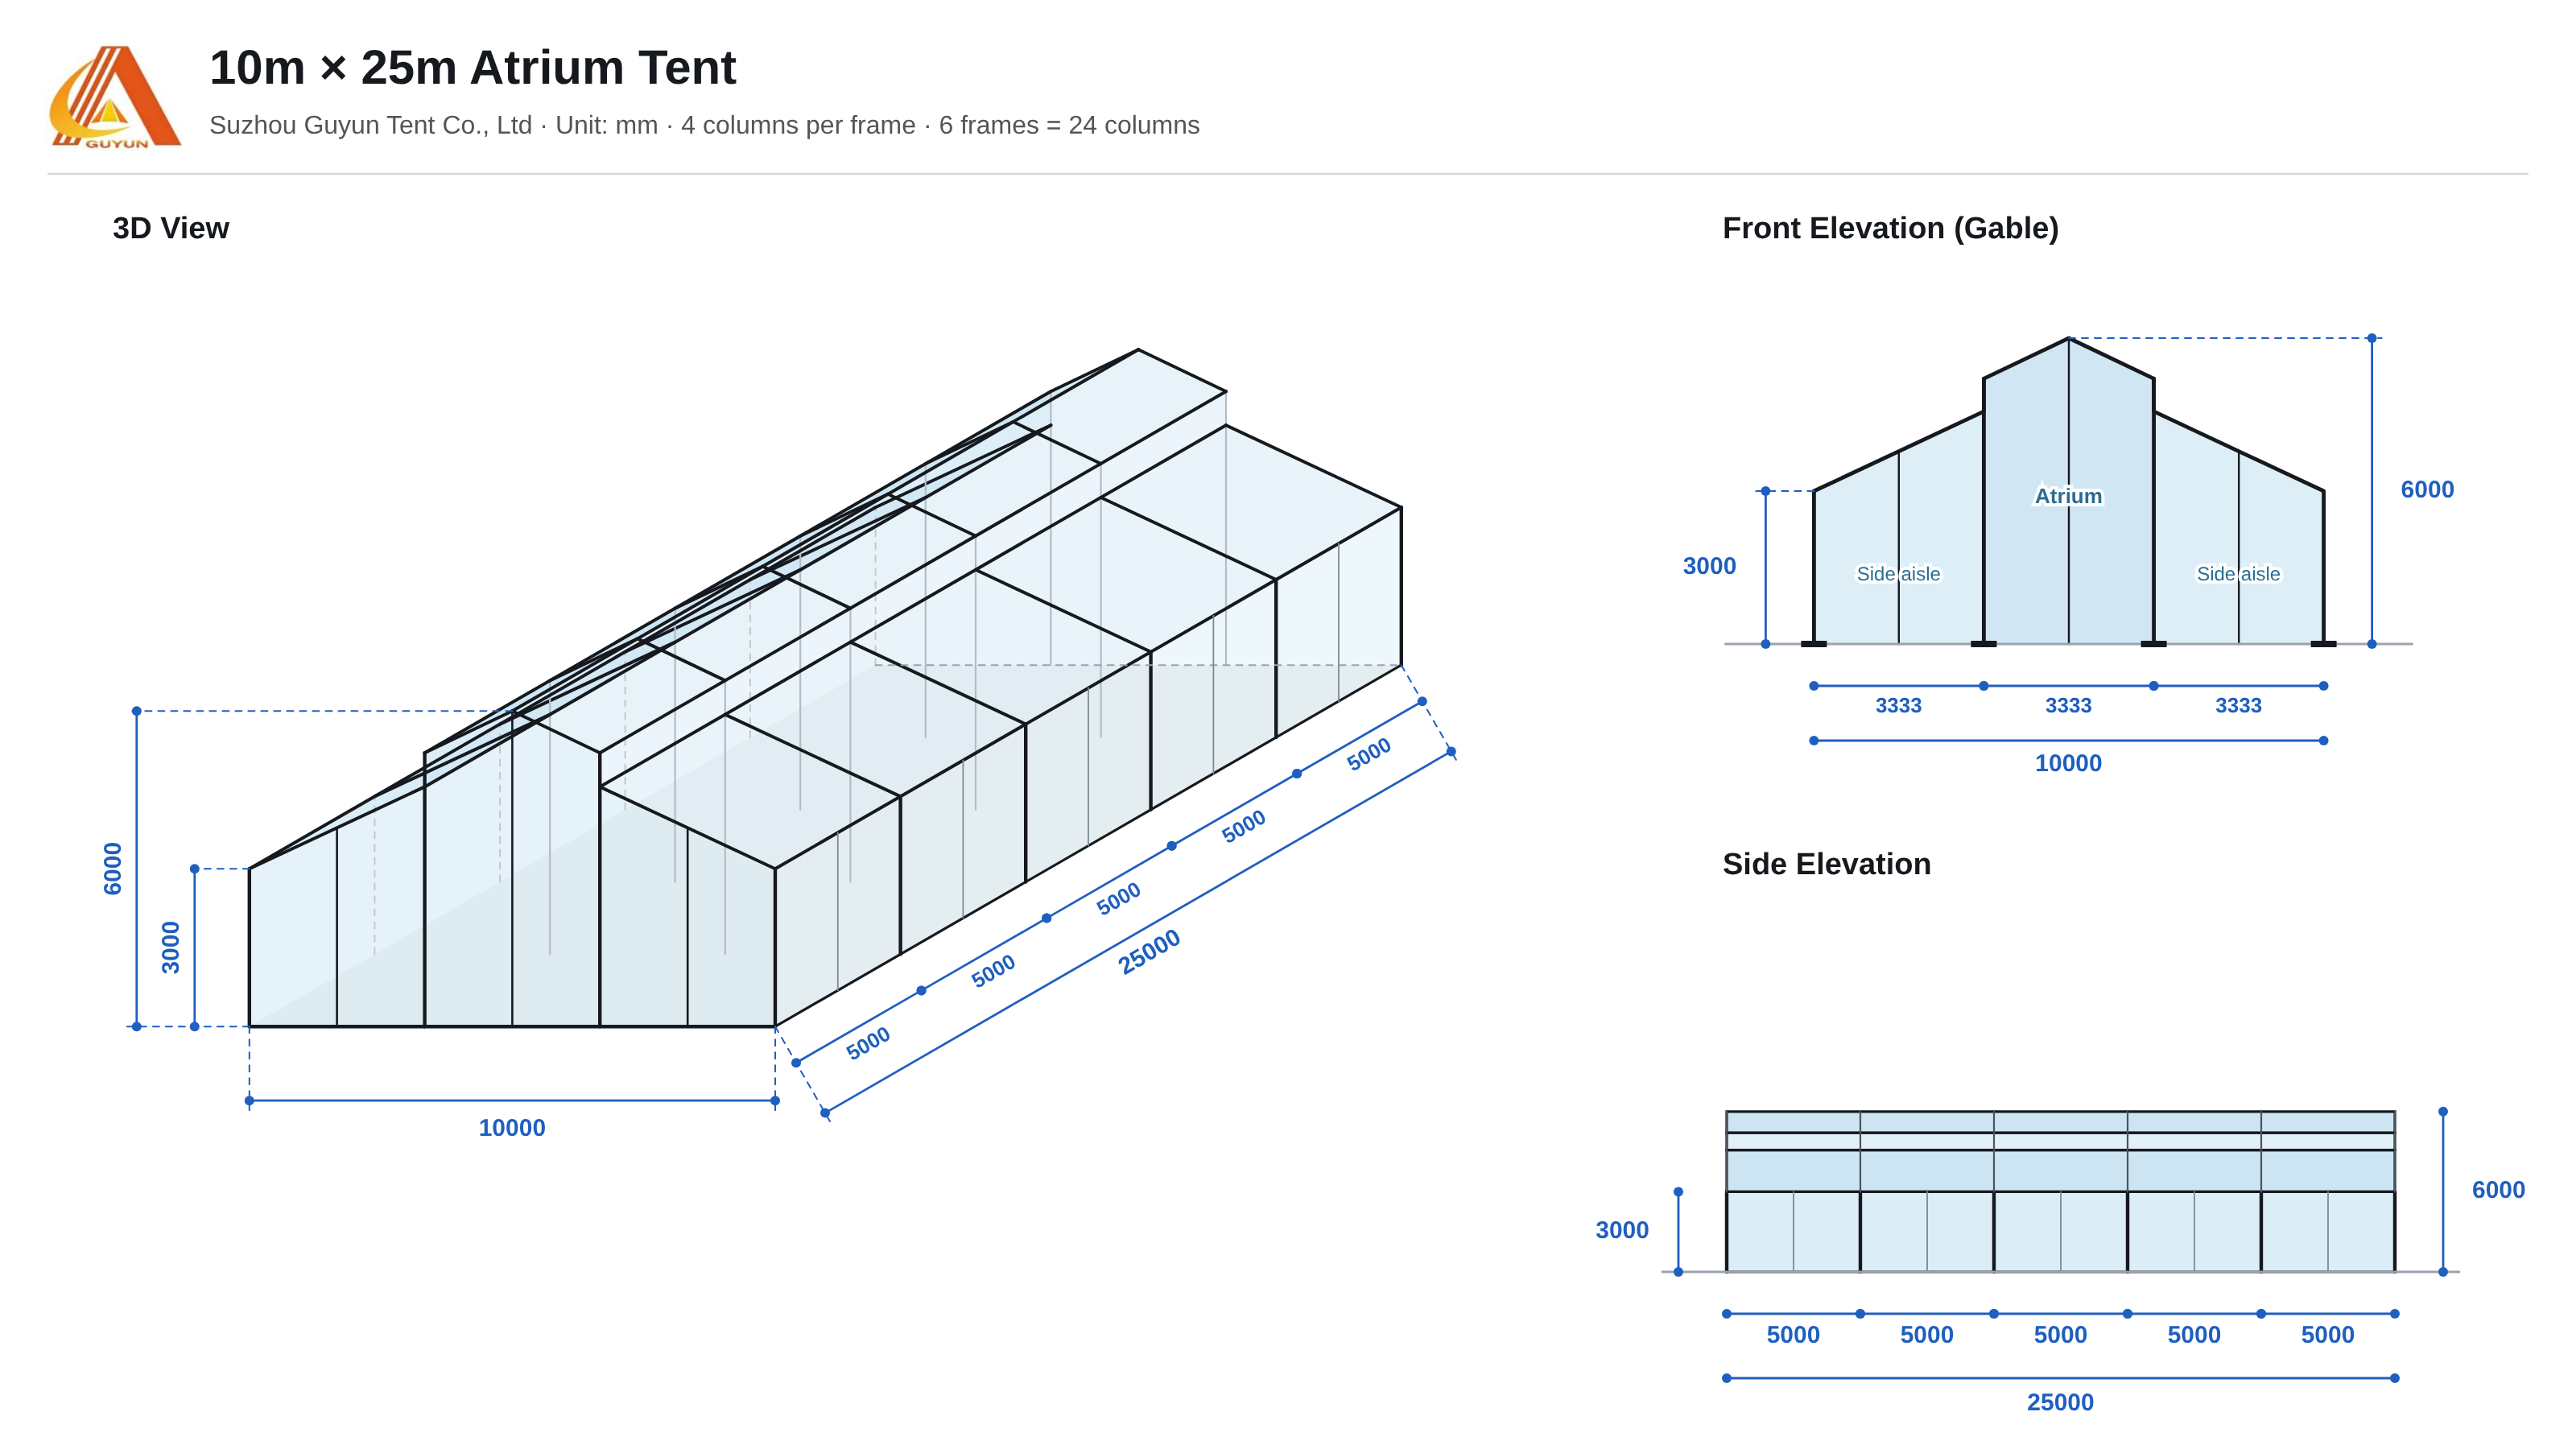 GUYUN
10m × 25m Atrium Tent
Suzhou Guyun Tent Co., Ltd · Unit: mm · 4 columns per frame · 6 frames = 24 columns
3D View
6000
3000
10000
5000
5000
5000
5000
5000
25000
Front Elevation (Gable)
Atrium
6000
3000
Side aisle
Side aisle
3333
3333
3333
10000
Side Elevation
6000
3000
5000
5000
5000
5000
5000
25000